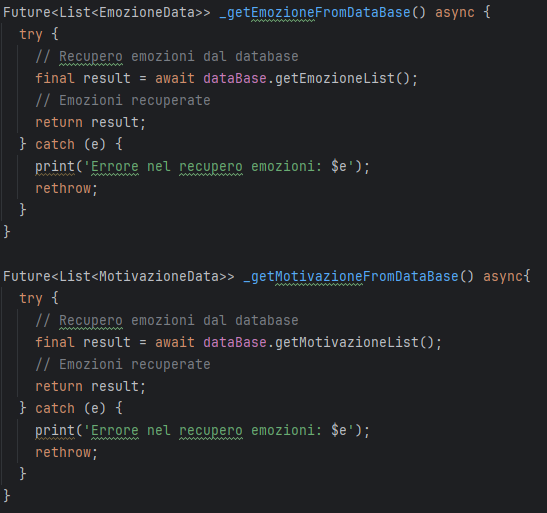 Future<List<EmozioneData>> _getEmozioneFromDataBase() async {
  try {
    // Recupero emozioni dal database
    final result = await dataBase.getEmozioneList();
    // Emozioni recuperate
    return result;
  } catch (e) {
    print('Errore nel recupero emozioni: $e');
    rethrow;
  }
}

Future<List<MotivazioneData>> _getMotivazioneFromDataBase() async{
  try {
    // Recupero emozioni dal database
    final result = await dataBase.getMotivazioneList();
    // Emozioni recuperate
    return result;
  } catch (e) {
    print('Errore nel recupero emozioni: $e');
    rethrow;
  }
}